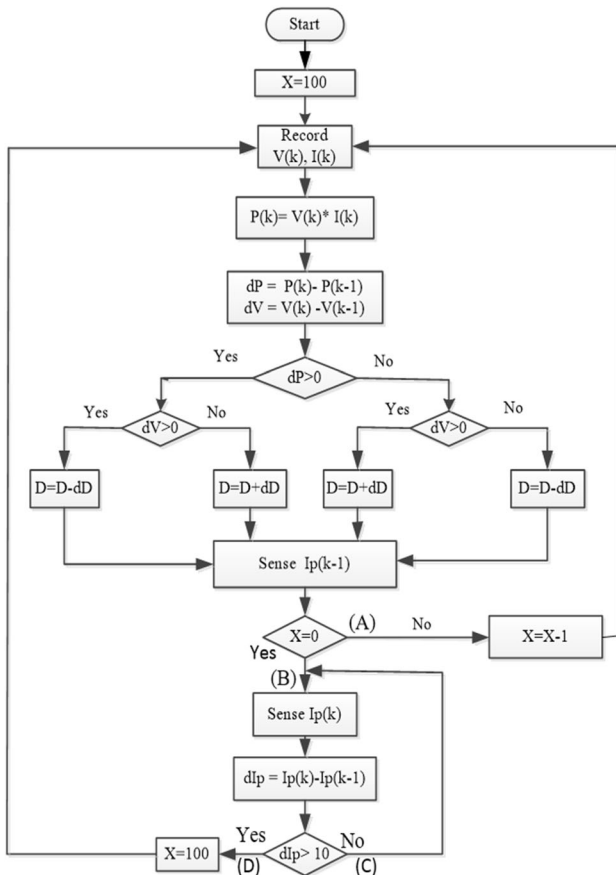 Start
X=100
Record
V(k), I(k)
P(k)= V(k)* I(k)
dP = P(k)- P(k-1)
dV = V(k) -V(k-1)
Yes
dP>0
No
Yes
dV>0
No
Yes
dV>0
No
D=D-dD
D=D+dD
D=D+dD
D=D-dD
Sense Ip(k-1)
X=0
(A)
No
X=X-1
Yes
(B)
Sense Ip(k)
dIp = Ip(k)-Ip(k-1)
X=100
Yes
(D)
dIp> 10
No
(C)